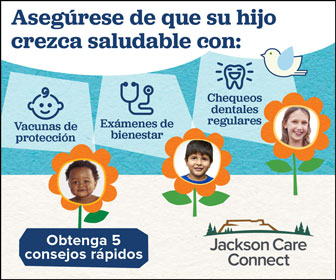 Asegúrese de que su hijo
crezca saludable con:
Vacunas de
protección
Exámenes de
bienestar
Chequeos
dentales
regulares
Obtenga 5
consejos rápidos
Jackson Care
Connect